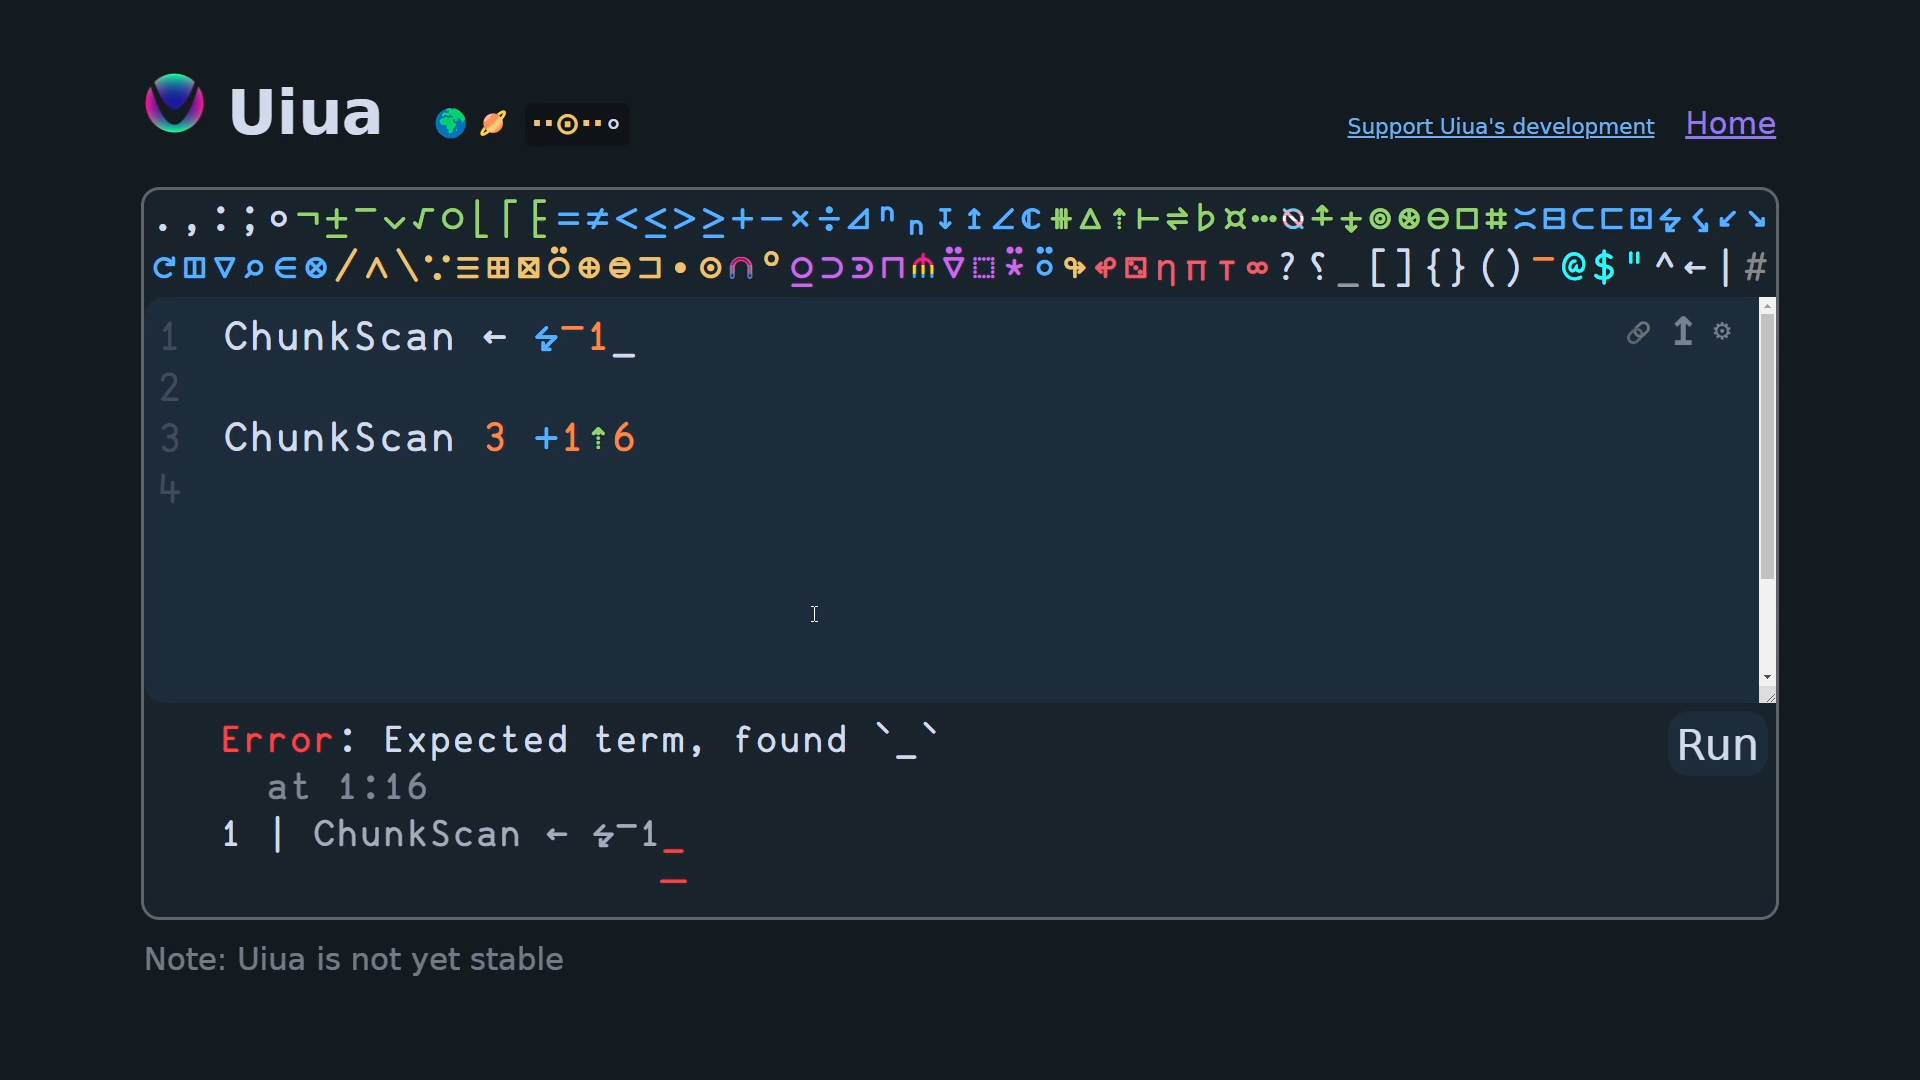 Uiua
⠤⊙⠤∘
Support Uiua's development
Home
. , : ; ∘ ¬ ± ¯ ⌵ √ ○ ⌊ ⌈ ⁅ = ≠ < ≤ > ≥ + - × ÷ ◿ ⁿ ₙ ↧ ↥ ∠ ℂ ⧻ △ ⇡ ⊢ ⇌ ♭ ¤ ⋯ ⍉ ⍏ ⍖ ⊚ ⊛ ⊝ □ ⋕ ≍ ⊟ ⊂ ⊏ ⊡ ↯ ☇ ↙ ↘
↻ ◫ ▽ ⌕ ∊ ⊗ / ∧ \ ∵ ≡ ⊞ ⊠ ⍥ ⊕ ⊜ ⊐ ⋅ ⊙ ∩ ° ⌅ ⊃ ⊓ ⍢ ⬚ ? ⸮ _ [ ] { } ( ) ¯ @ $ " ^ ← | #
1 ChunkScan ← ↯¯1_
2
3 ChunkScan 3 +1⇡6
4
Error: Expected term, found `_`
at 1:16
1 | ChunkScan ← ↯¯1_
Run
Note: Uiua is not yet stable